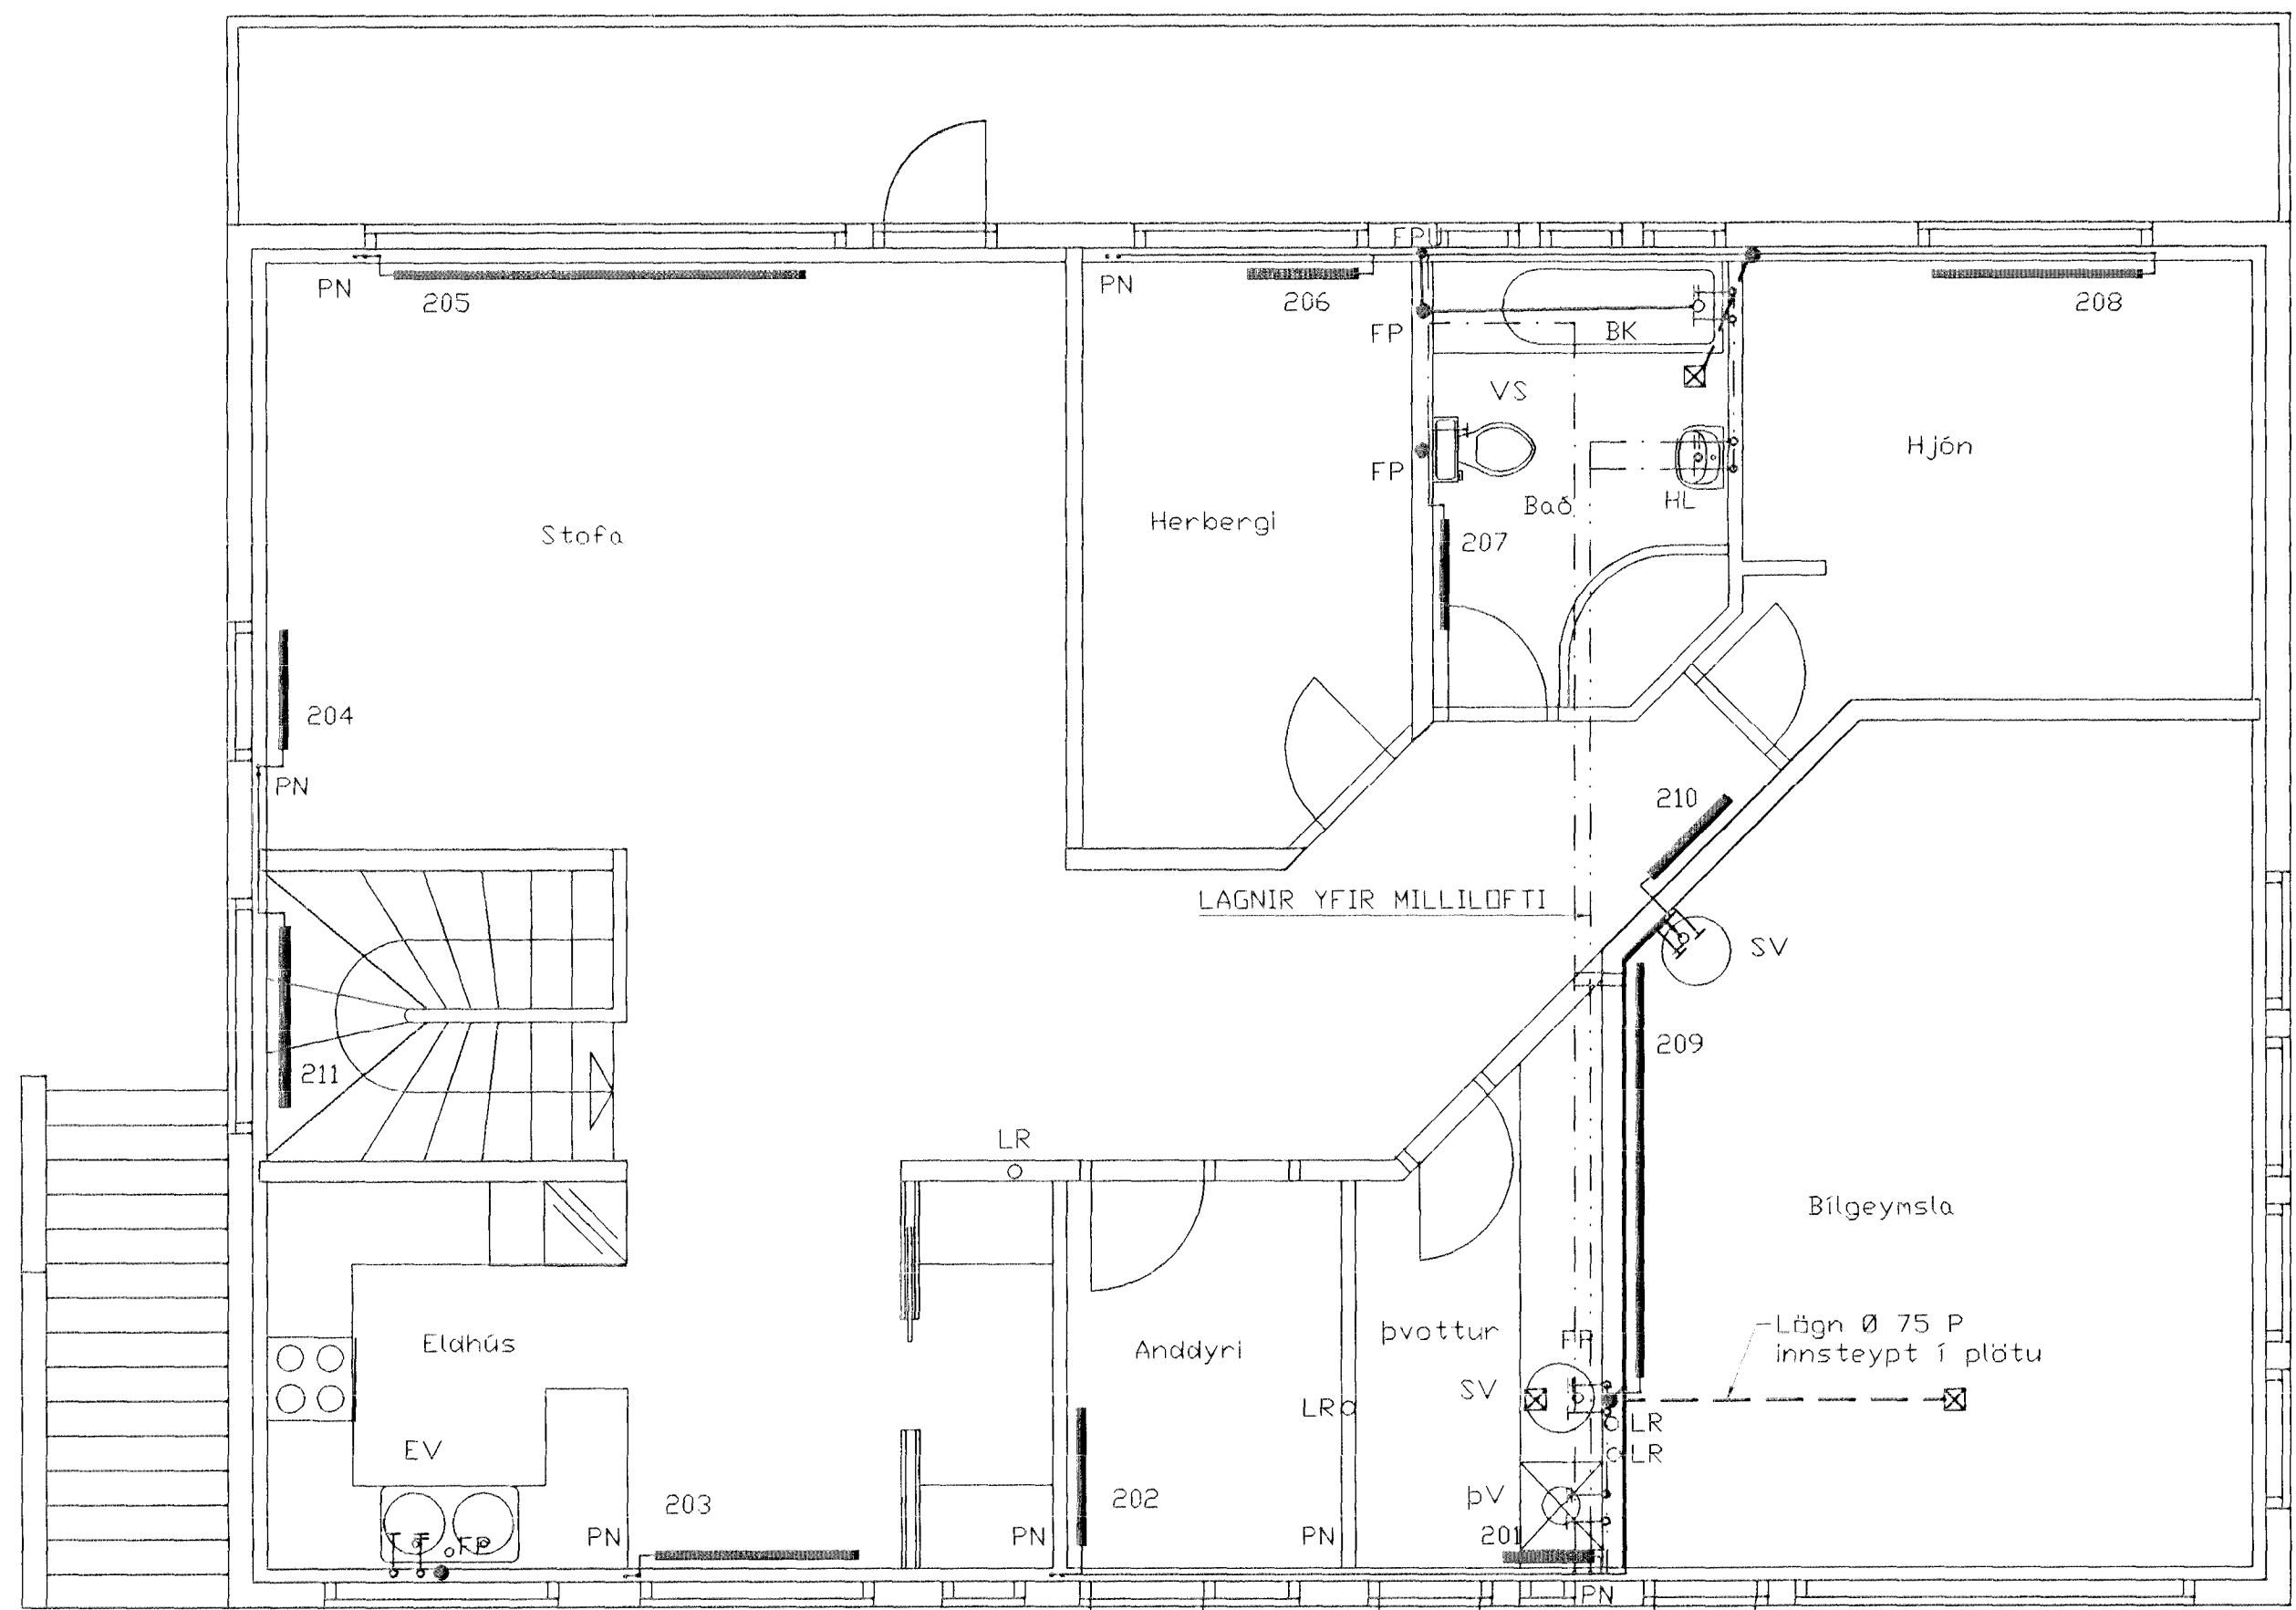 FPU
PN
205
PN
206
208
FP
BK
VS
Hjón
FP
Bað
HL
Herbergi
Stofa
207
204
PN
210
LAGNIR YFIR MILLILOFTI
SV
209
211
LR
Bílgeymsla
Lögn Ø 75 P
innsteypt í plötu
Eldhús
Anddyri
Þvottur
FP
SV
LR
LR
LR
EV
203
202
ÞV
PN
PN
PN
201
FP
PN